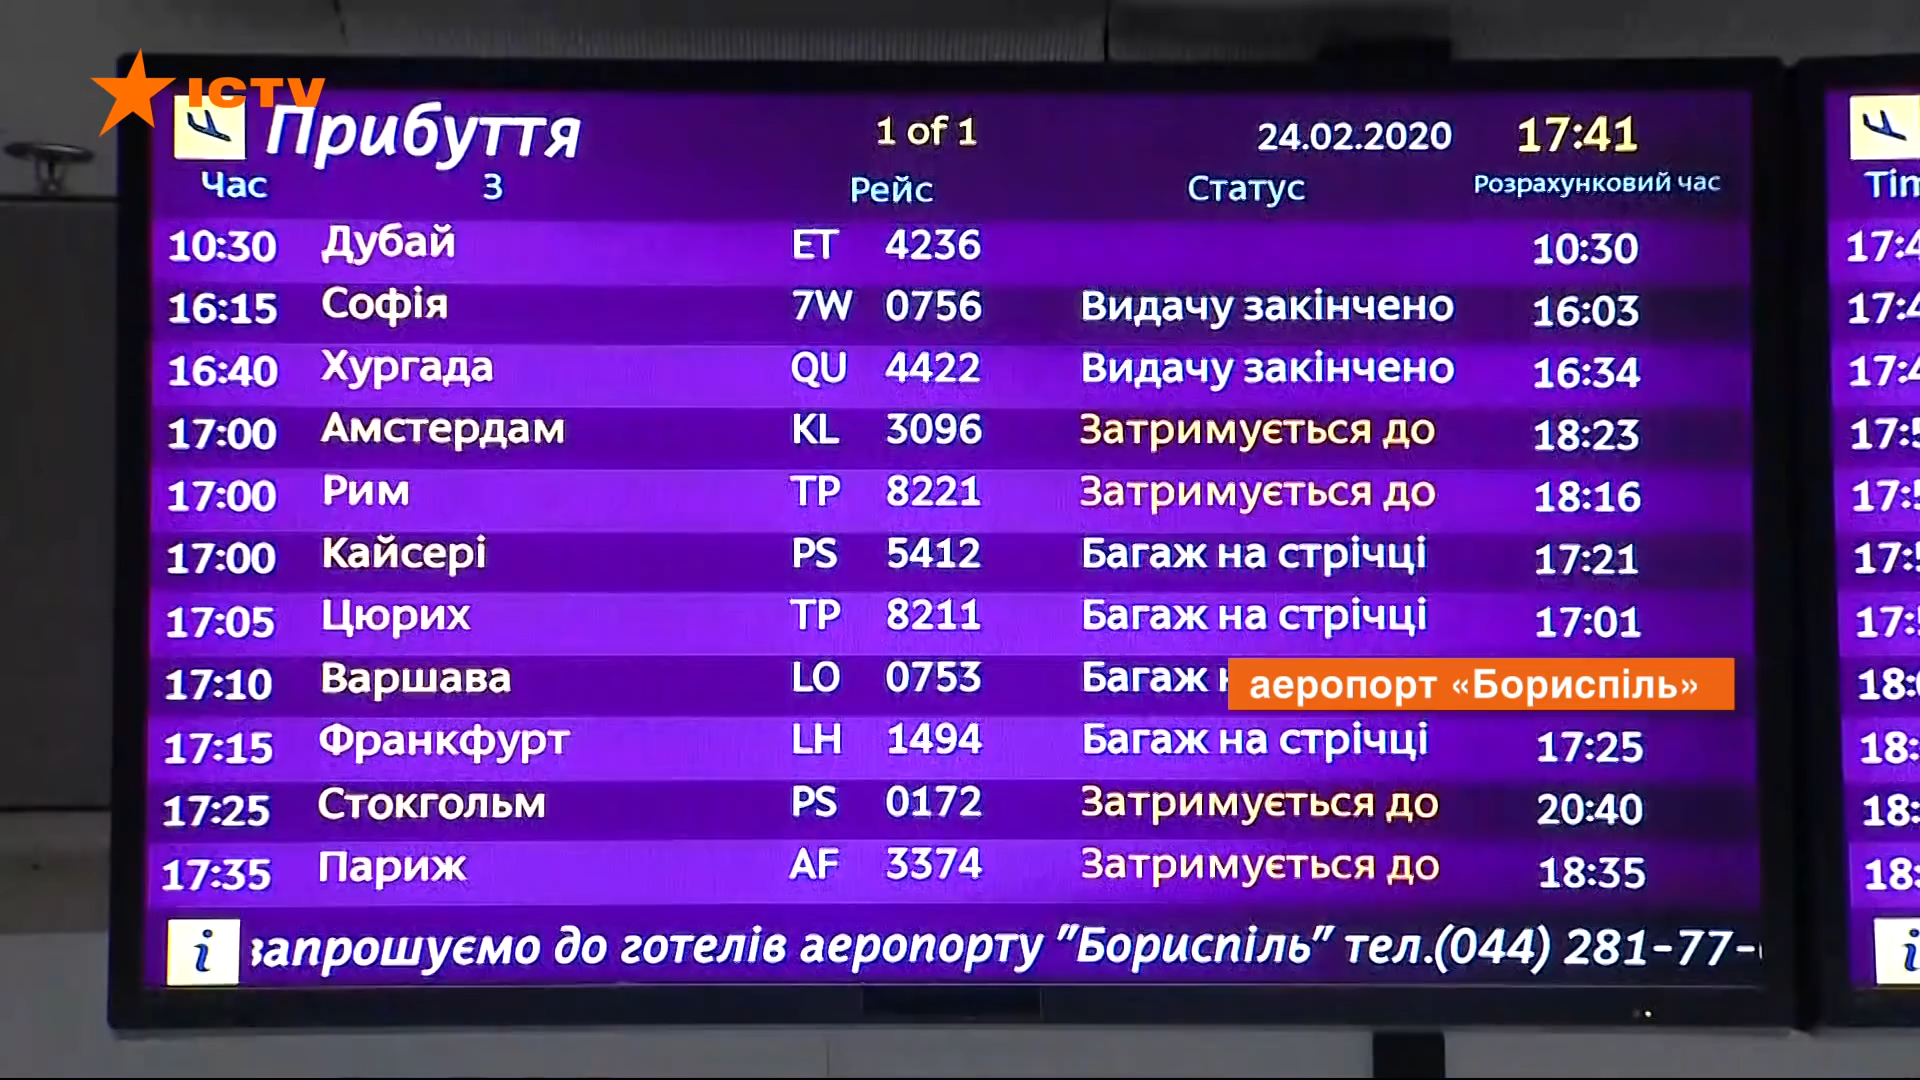 ICTV
Прибуття 1 of 1 24.02.2020 17:41
Час З Рейс Статус Розрахунковий час
10:30 Дубай ET 4236 10:30
16:15 Софія 7W 0756 Видачу закінчено 16:03
16:40 Хургада QU 4422 Видачу закінчено 16:34
17:00 Амстердам KL 3096 Затримується до 18:23
17:00 Рим TP 8221 Затримується до 18:16
17:00 Кайсері PS 5412 Багаж на стрічці 17:21
17:05 Цюрих TP 8211 Багаж на стрічці 17:01
17:10 Варшава LO 0753 Багаж
аеропорт «Бориспіль»
17:15 Франкфурт LH 1494 Багаж на стрічці 17:25
17:25 Стокгольм PS 0172 Затримується до 20:40
17:35 Париж AF 3374 Затримується до 18:35
i запрошуємо до готелів аеропорту "Бориспіль" тел.(044) 281-77-